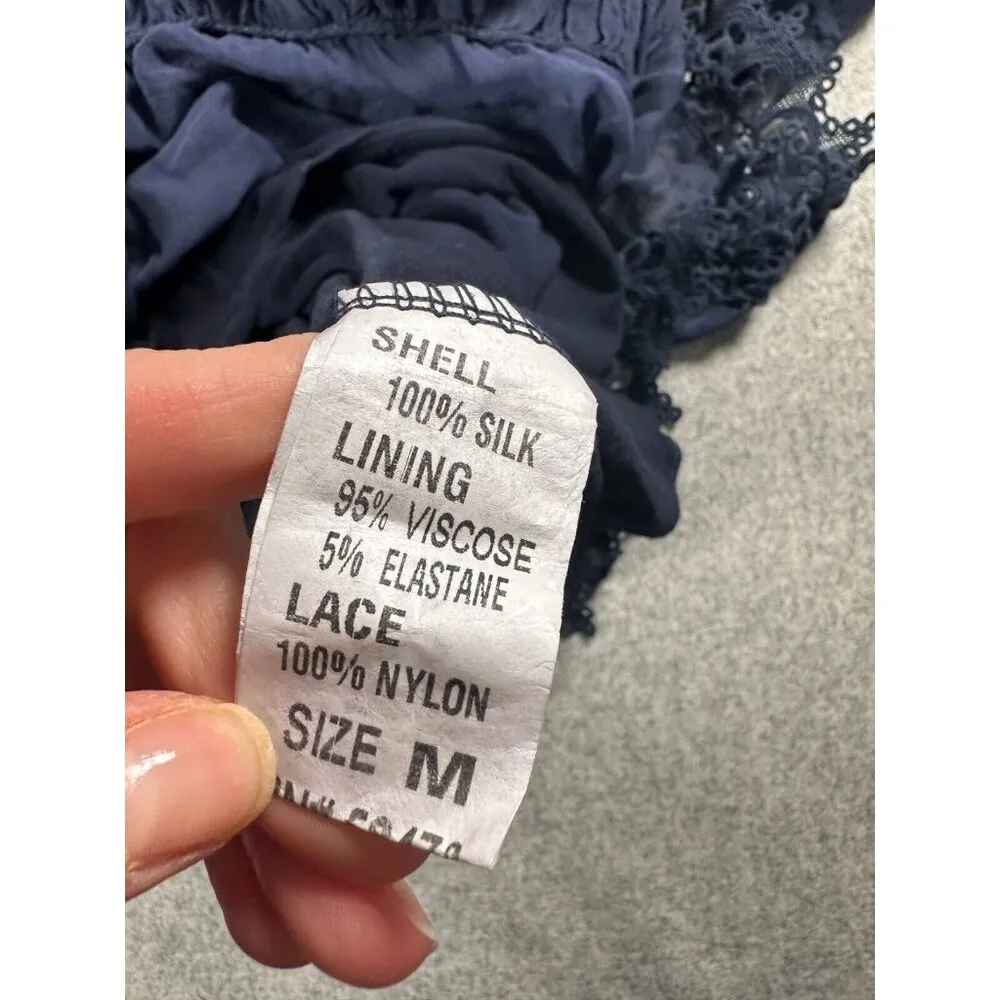 SHELL
100% SILK
LINING
95% VISCOSE
5% ELASTANE
LACE
100% NYLON
SIZE M